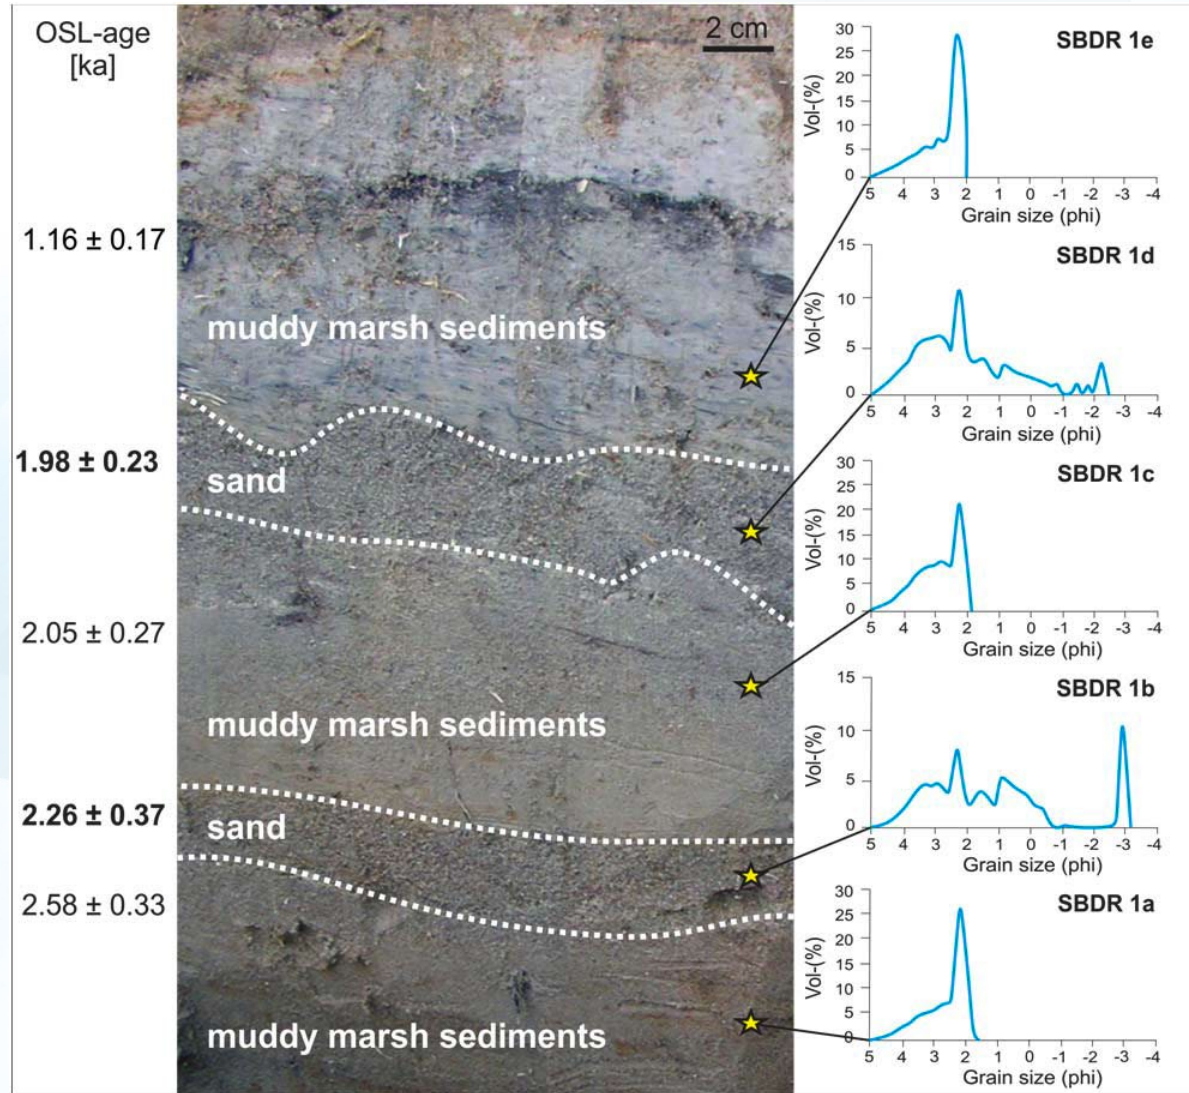 OSL-age
[ka]
1.16 ± 0.17
1.98 ± 0.23
2.05 ± 0.27
2.26 ± 0.37
2.58 ± 0.33
2 cm
muddy marsh sediments
sand
muddy marsh sediments
sand
muddy marsh sediments
SBDR 1e
Vol-(%)
30
25
20
15
10
5
0
5 4 3 2 1 0 -1 -2 -3 -4
Grain size (phi)
SBDR 1d
Vol-(%)
15
10
5
0
5 4 3 2 1 0 -1 -2 -3 -4
Grain size (phi)
SBDR 1c
Vol-(%)
30
25
20
15
10
5
0
5 4 3 2 1 0 -1 -2 -3 -4
Grain size (phi)
SBDR 1b
Vol-(%)
15
10
5
0
5 4 3 2 1 0 -1 -2 -3 -4
Grain size (phi)
SBDR 1a
Vol-(%)
30
25
20
15
10
5
0
5 4 3 2 1 0 -1 -2 -3 -4
Grain size (phi)